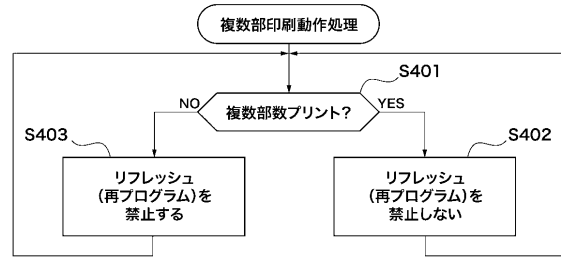 複数部印刷動作処理
S401
複数部数プリント?
NO
YES
S403
S402
リフレッシュ
(再プログラム)を
禁止する
リフレッシュ
(再プログラム)を
禁止しない